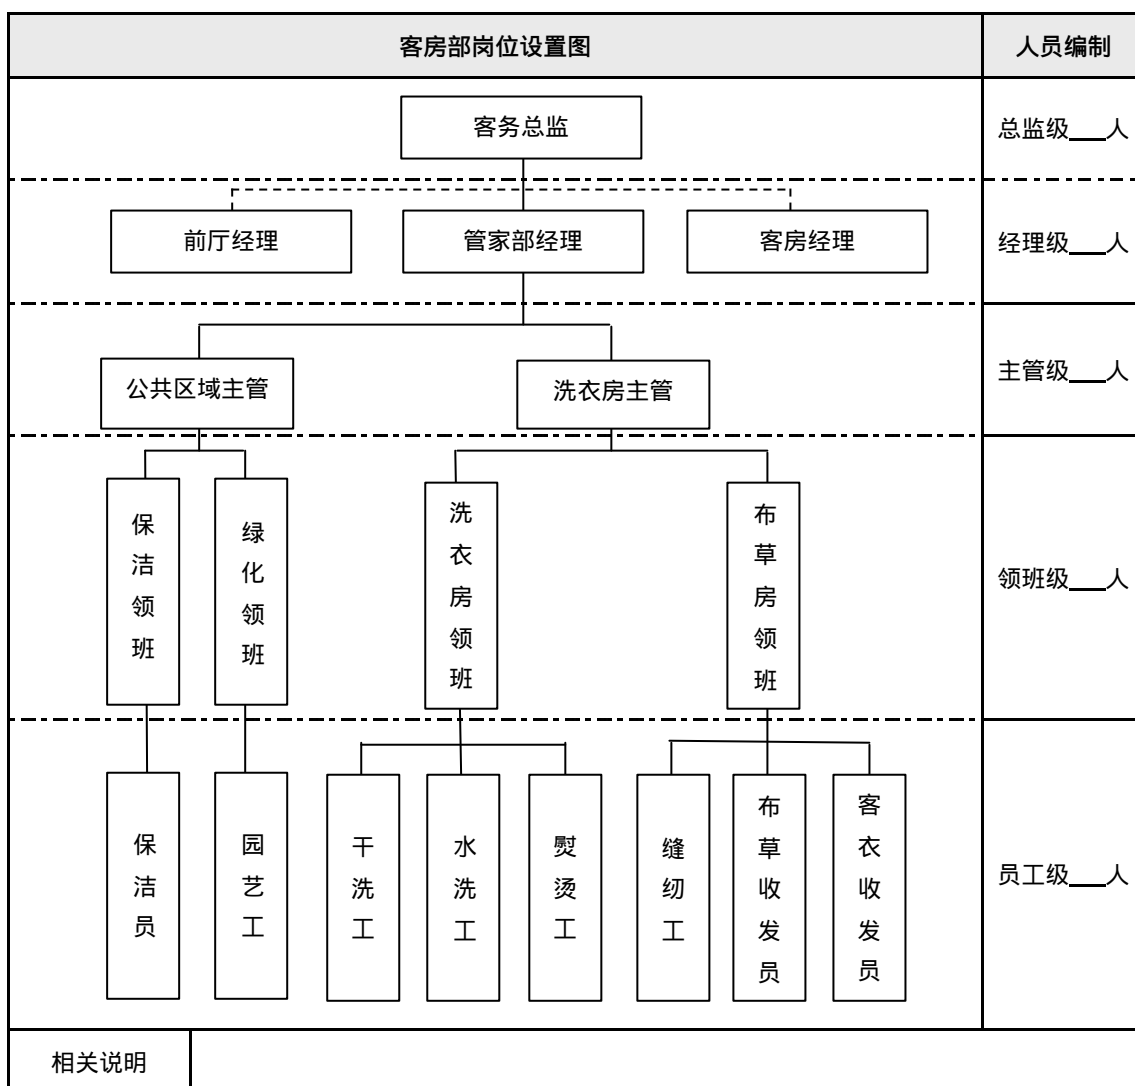 客房部岗位设置图 人员编制
客务总监 总监级___人
前厅经理 管家部经理 客房经理 经理级___人
公共区域主管 洗衣房主管 主管级___人
保洁领班 绿化领班 洗衣房领班 布草房领班 领班级___人
保洁员 园艺工 干洗工 水洗工 熨烫工 缝纫工 布草收发员 客衣收发员 员工级___人
相关说明